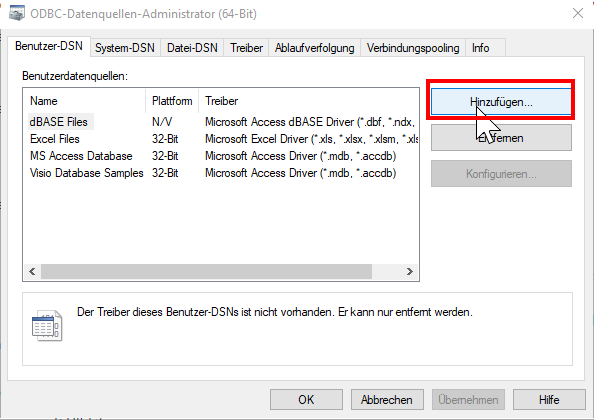 ODBC-Datenquellen-Administrator (64-Bit)
Benutzer-DSN System-DSN Datei-DSN Treiber Ablaufverfolgung Verbindungspooling Info
Benutzerdatenquellen:
Name Plattform Treiber
dBASE Files N/V Microsoft Access dBASE Driver (*.dbf, *.ndx,
Excel Files 32-Bit Microsoft Excel Driver (*.xls, *.xlsx, *.xlsm, *.xls
MS Access Database 32-Bit Microsoft Access Driver (*.mdb, *.accdb)
Visio Database Samples 32-Bit Microsoft Access Driver (*.mdb, *.accdb)
Hinzufügen...
Entfernen
Konfigurieren...
Der Treiber dieses Benutzer-DSNs ist nicht vorhanden. Er kann nur entfernt werden.
OK Abbrechen Übernehmen Hilfe